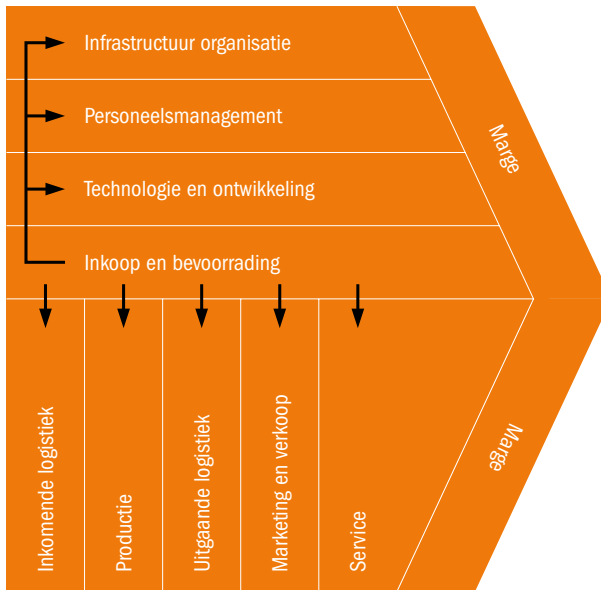 Infrastructuur organisatie
Personeelsmanagement
Technologie en ontwikkeling
Inkoop en bevoorrading
Marge
Inkomende logistiek
Productie
Uitgaande logistiek
Marketing en verkoop
Service
Marge